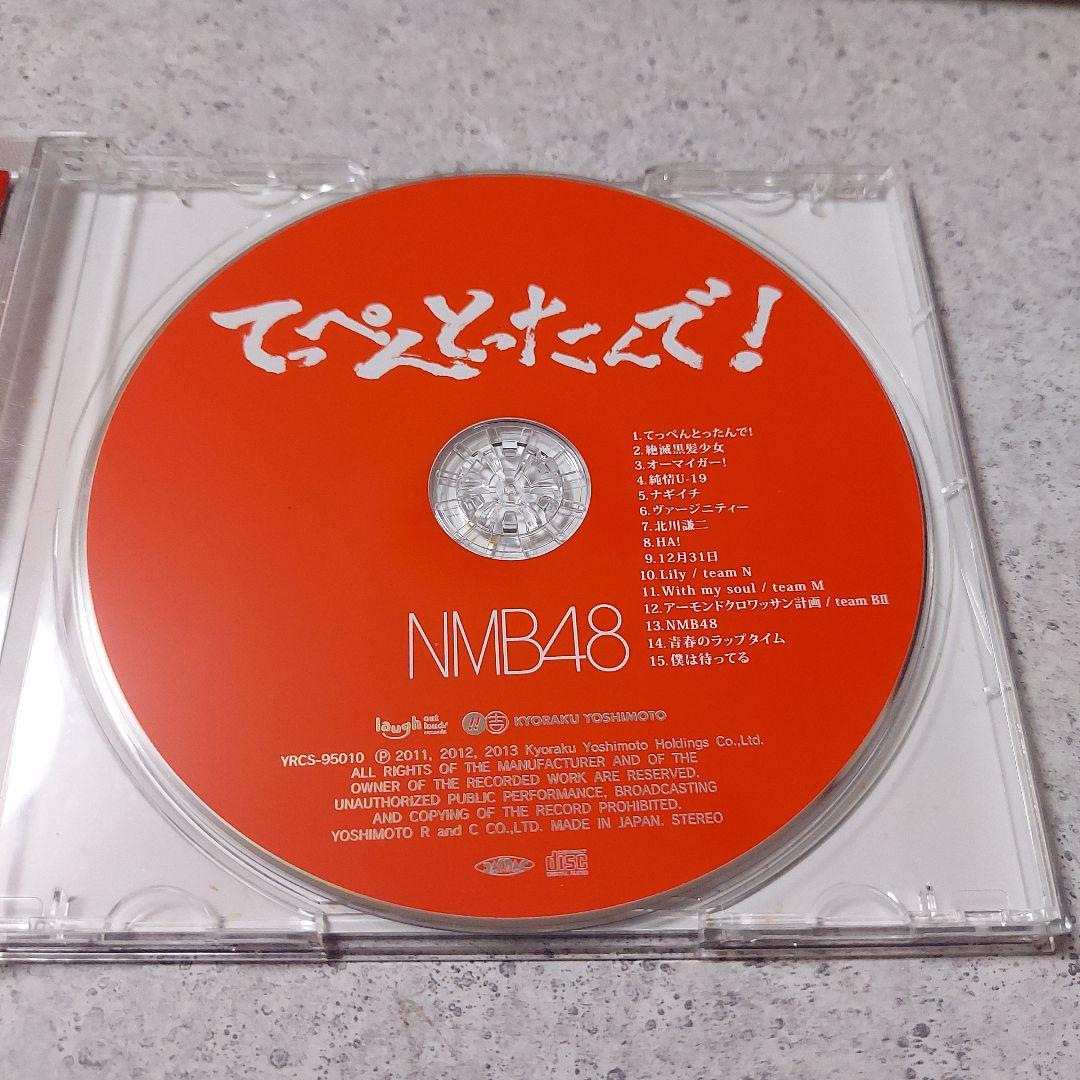 てっぺんとったんで!
1.てっぺんとったんで!
2.絶滅黒髪少女
3.オーマイガー!
4.純情U-19
5.ナギイチ
6.ヴァージニティー
7.北川謙二
8.HA!
9.12月31日
10.Lily / team N
11.With my soul / team M
12.アーモンドクロワッサン計画 / team BII
13.NMB48
14.青春のラップタイム
15.僕は待ってる
NMB48
laugh out loud! records
!! 吉 KYORAKU YOSHIMOTO
YRCS-95010 Ⓟ 2011, 2012, 2013 Kyoraku Yoshimoto Holdings Co.,Ltd.
ALL RIGHTS OF THE MANUFACTURER AND OF THE
OWNER OF THE RECORDED WORK ARE RESERVED.
UNAUTHORIZED PUBLIC PERFORMANCE, BROADCASTING
AND COPYING OF THE RECORD PROHIBITED.
YOSHIMOTO R and C CO.,LTD. MADE IN JAPAN. STEREO
COMPACT disc DIGITAL AUDIO